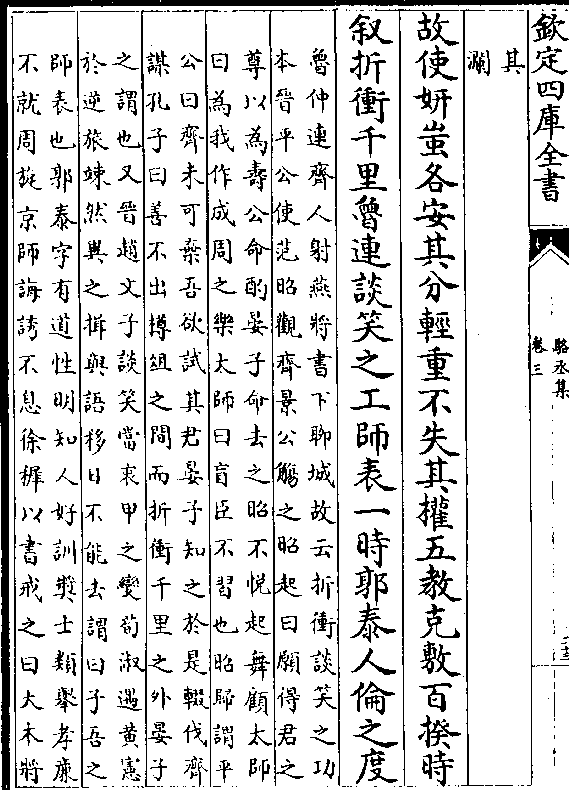 欽定四庫全書
駱丞集
卷三
其
瀾
故使妍蚩各安其分輕重不失其權五教克敷百揆時
叙折衝千里魯連談笑之工師表一時郭泰人倫之度
魯仲連齊人射燕將書下聊城故云折衝談笑之功
本晉平公使范昭觀齊景公觴之昭起曰願得君之
尊以為壽公命酌晏子命去之昭不悦起舞顧太師
曰為我作成周之樂太師曰盲臣不習也昭歸謂平
公曰齊未可棄吾欲試其君晏子知之於是輟伐齊
謀孔子曰善不出撙俎之間而折衝千里之外晏子
之謂也又晉趙文子談笑當衷甲之變荀淑遇黄憲
於逆旅竦然與之揖與語移日不能去謂曰子吾之
師表也郭泰字有道性明知人好訓奬士類舉孝亷
不就周旋京師誨誘不息徐穉以書戒之曰大木將